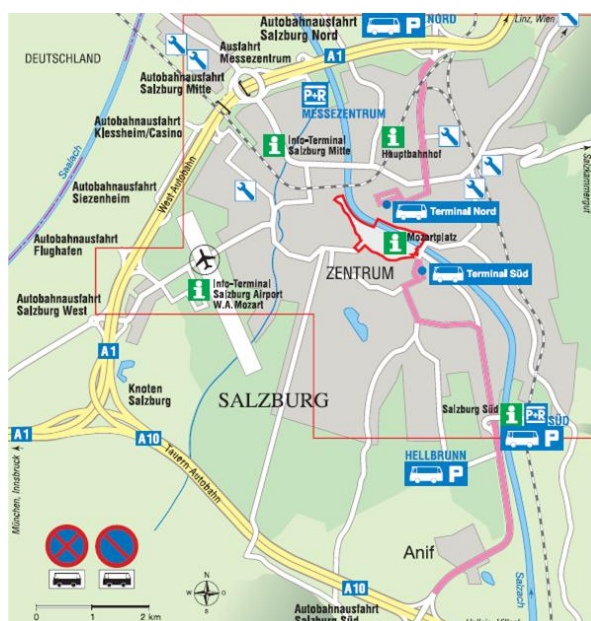 Autobahnausfahrt
Salzburg Nord
P
NORD
Linz, Wien
DEUTSCHLAND
Ausfahrt
Messezentrum
A1
Autobahnausfahrt
Salzburg Mitte
P+R
MESSEZENTRUM
Autobahnausfahrt
Klessheim/Casino
i
Info-Terminal
Salzburg Mitte
i
Hauptbahnhof
Saalach
West Autobahn
Salzkammergut
Autobahnausfahrt
Siezenheim
Terminal Nord
Autobahnausfahrt
Flughafen
i
Mozartplatz
ZENTRUM
Terminal Süd
Autobahnausfahrt
Salzburg West
i
Info-Terminal
Salzburg Airport
W.A.Mozart
A1
Knoten
Salzburg
SALZBURG
Salzburg Süd
i
P+R
SÜD
P
A1
A10
HELLBRUNN
P
München, Innsbruck
Tauern Autobahn
Anif
Salzach
A10
N
W
O
S
0
1
2 km
Autobahnausfahrt
Salzburg Süd